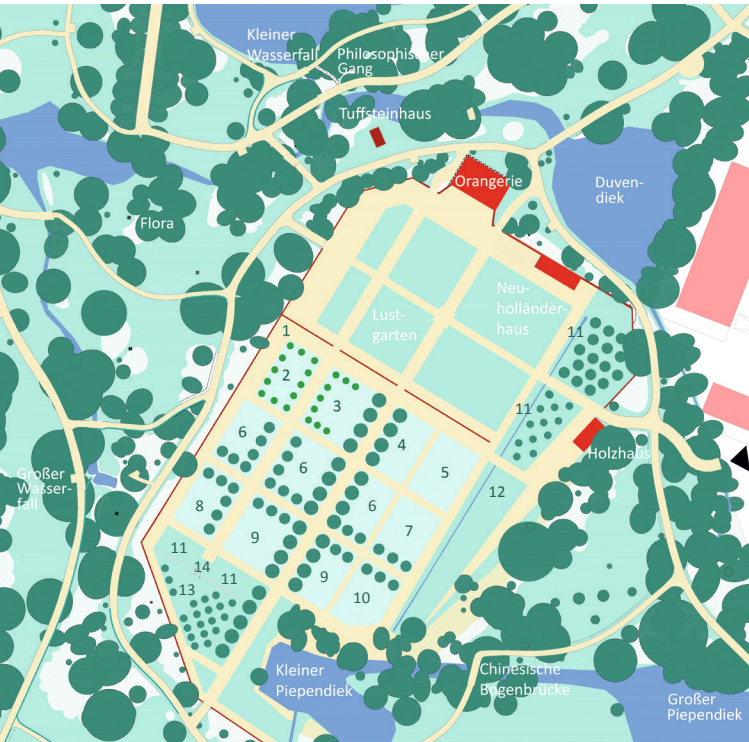 Kleiner
Wasserfall
Philosophischer
Gang
Tuffsteinhaus
Orangerie
Duven-
diek
Flora
Neu-
holländer-
haus
Lust-
garten
1
11
2
3
11
6
4
6
5
Holzhaus
Großer
Wasser-
fall
12
8
6
9
7
11
14
11
9
13
10
Kleiner
Piependiek
Chinesische
Bogenbrücke
Großer
Piependiek